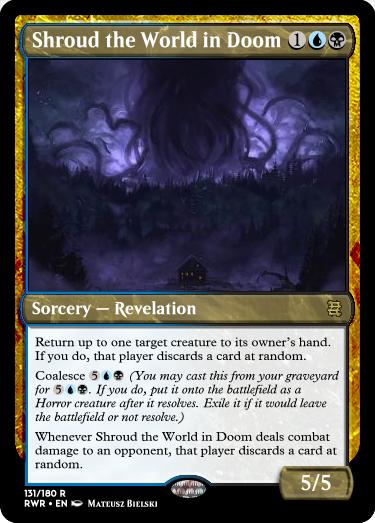 Shroud the World in Doom 1
Sorcery — Revelation
Return up to one target creature to its owner's hand.
If you do, that player discards a card at random.
Coalesce 5 (You may cast this from your graveyard
for 5. If you do, put it onto the battlefield as a
Horror creature after it resolves. Exile it if it would leave
the battlefield or not resolve.)
Whenever Shroud the World in Doom deals combat
damage to an opponent, that player discards a card at
random.
5/5
131/180 R
RWR • EN Mateusz Bielski